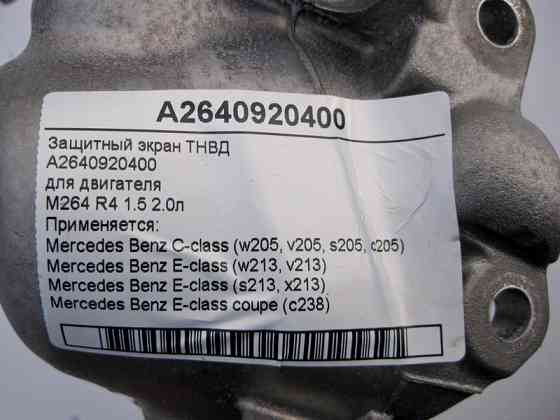 A2640920400
Защитный экран ТНВД
A2640920400
для двигателя
M264 R4 1.5 2.0л
Применяется:
Mercedes Benz C-class (w205, v205, s205, c205)
Mercedes Benz E-class (w213, v213)
Mercedes Benz E-class (s213, x213)
Mercedes Benz E-class coupe (c238)